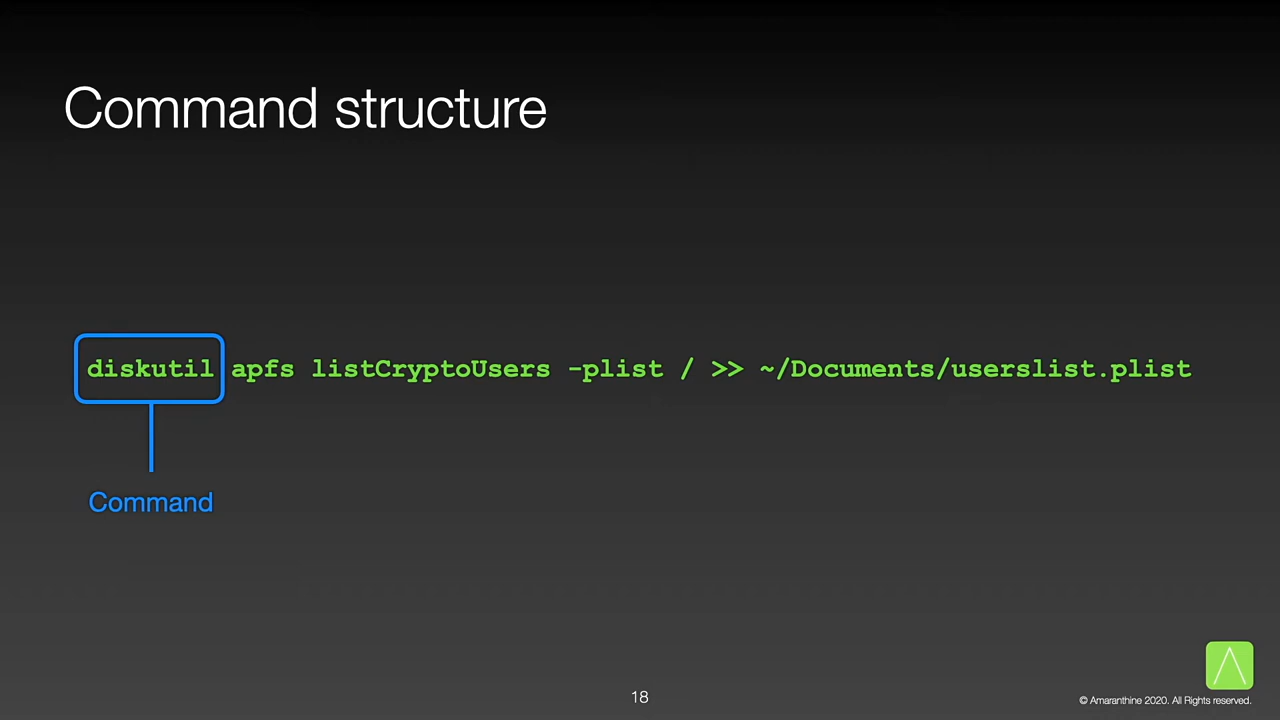 Command structure
diskutil apfs listCryptoUsers -plist / >> ~/Documents/userslist.plist
Command
18
© Amaranthine 2020. All Rights reserved.